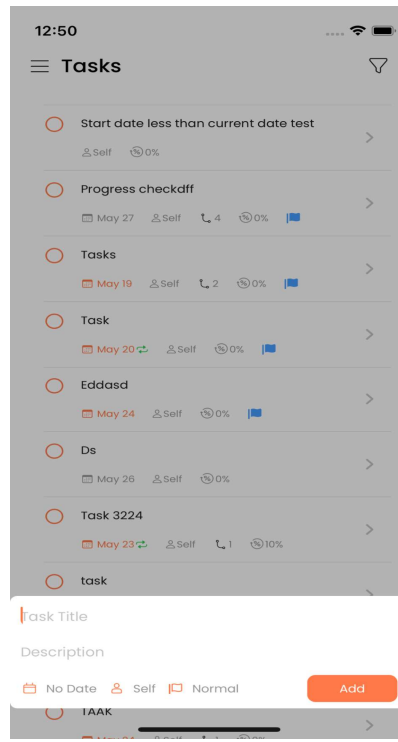 12:50
Tasks
Start date less than current date test
Self 0%
Progress checkdff
May 27 Self 4 0%
Tasks
May 19 Self 2 0%
Task
May 20 Self 0%
Eddasd
May 24 Self 0%
Ds
May 26 Self 0%
Task 3224
May 23 Self 1 10%
task
Task Title
Description
No Date Self Normal Add
TAAK